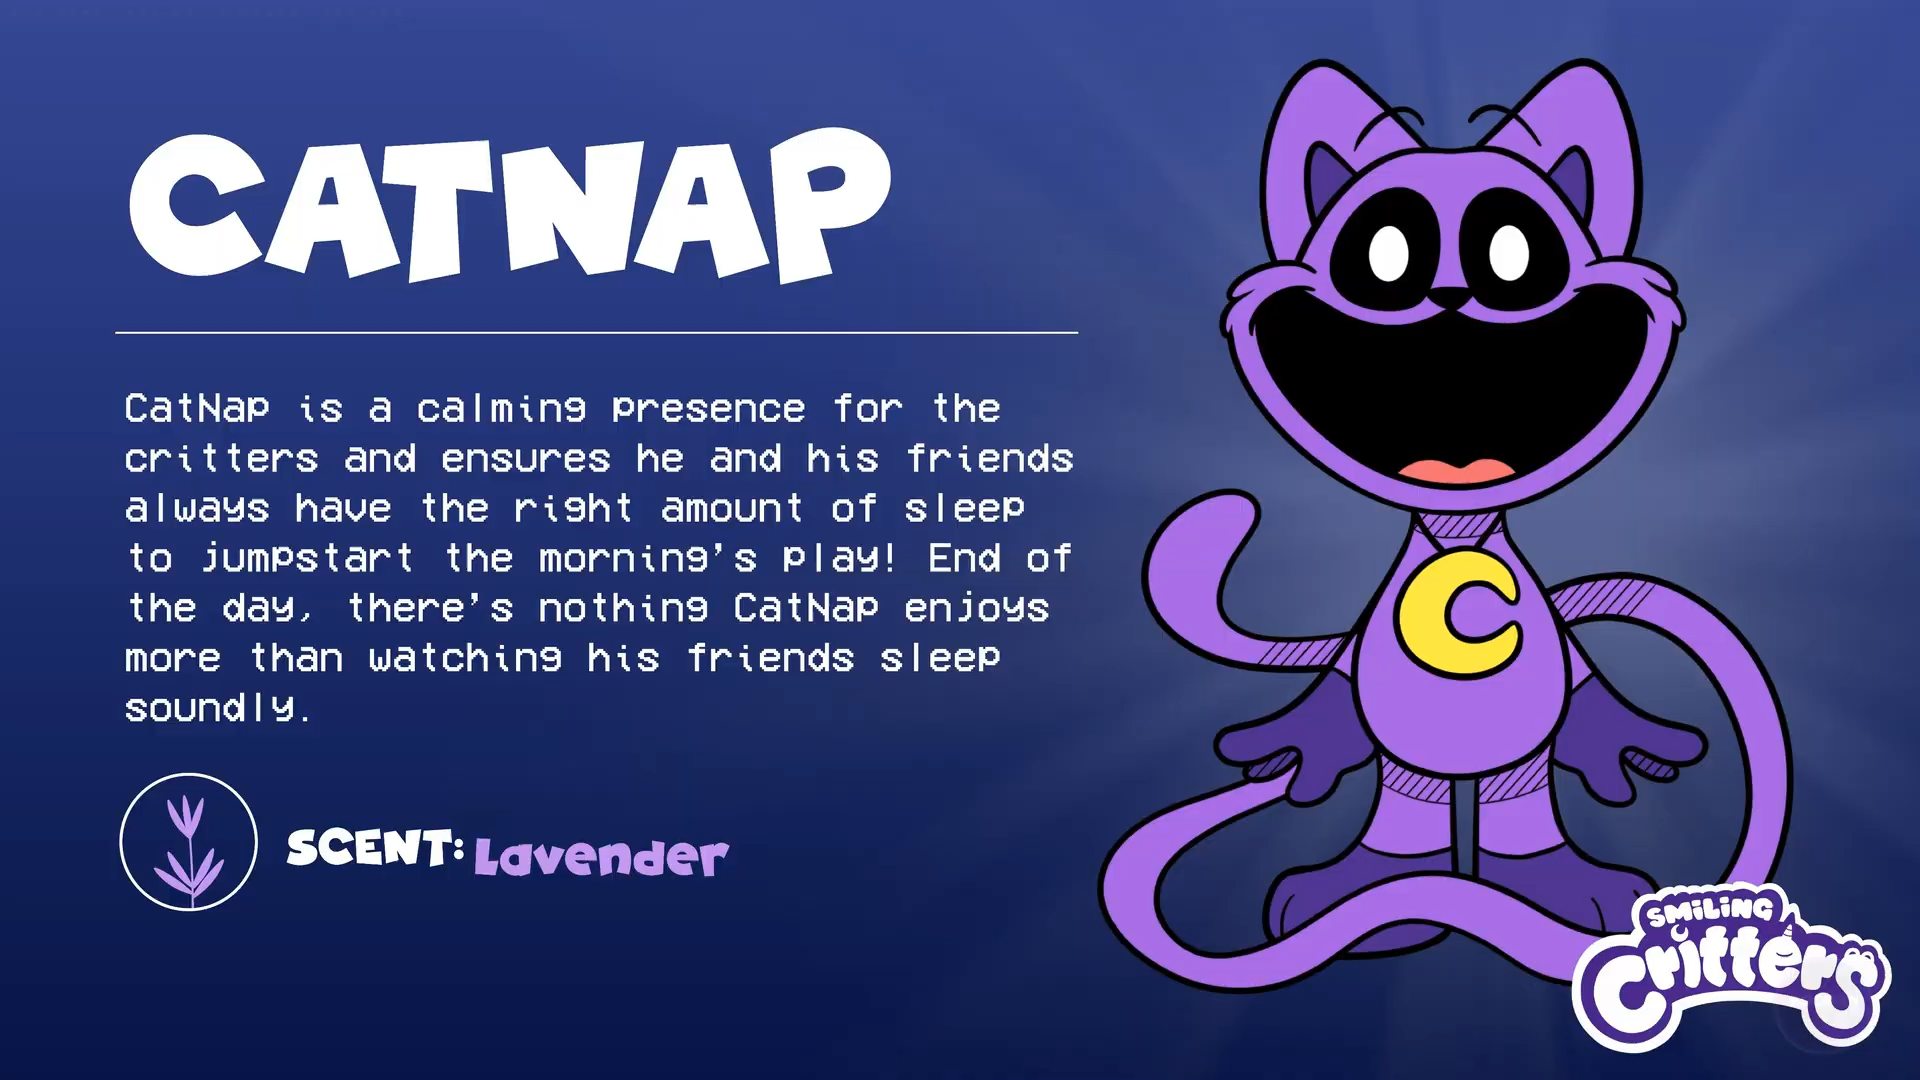 CATNAP
CatNap is a calming presence for the
critters and ensures he and his friends
always have the right amount of sleep
to jumpstart the morning's play! End of
the day, there's nothing CatNap enjoys
more than watching his friends sleep
soundly.
SCENT: Lavender
SMiLiNG
Critters